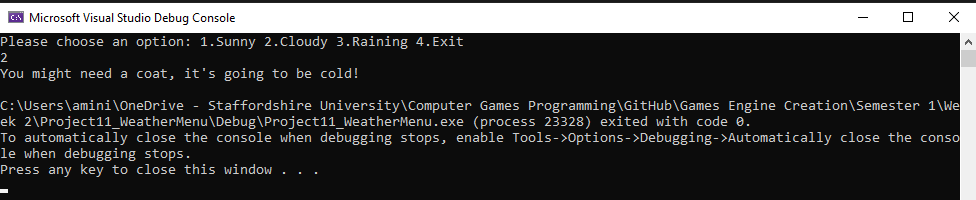 Microsoft Visual Studio Debug Console
Please choose an option: 1.Sunny 2.Cloudy 3.Raining 4.Exit
2
You might need a coat, it's going to be cold!
C:\Users\amini\OneDrive - Staffordshire University\Computer Games Programming\GitHub\Games Engine Creation\Semester 1\We
ek 2\Project11_WeatherMenu\Debug\Project11_WeatherMenu.exe (process 23328) exited with code 0.
To automatically close the console when debugging stops, enable Tools->Options->Debugging->Automatically close the conso
le when debugging stops.
Press any key to close this window . . .